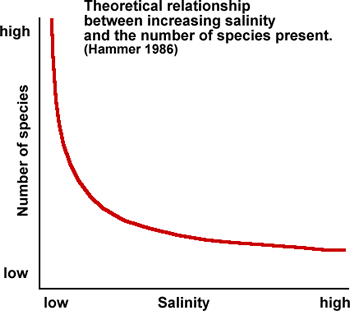 Theoretical relationship
between increasing salinity
and the number of species present.
(Hammer 1986)
high
Number of species
low
low
Salinity
high